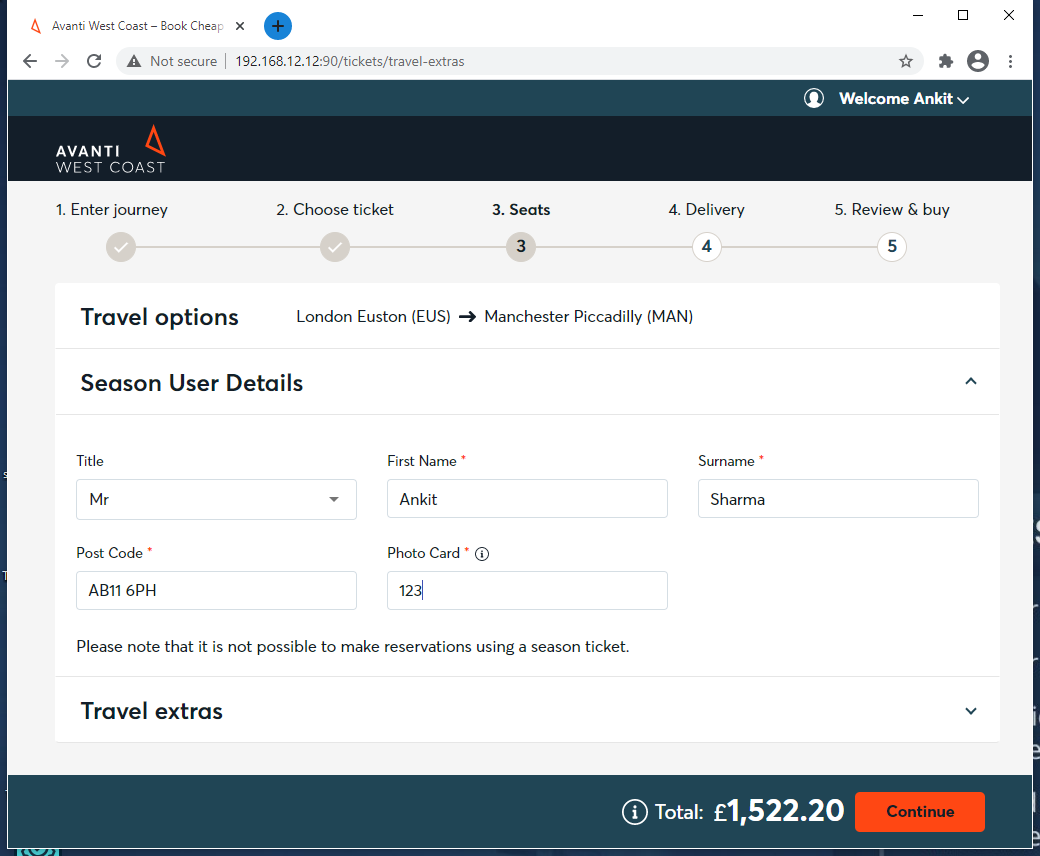 Avanti West Coast – Book Cheap
Not secure 192.168.12.12:90/tickets/travel-extras
Welcome Ankit
AVANTI
WEST COAST
1. Enter journey 2. Choose ticket 3. Seats 4. Delivery 5. Review & buy
3 4 5
Travel options London Euston (EUS) → Manchester Piccadilly (MAN)
Season User Details
Title First Name * Surname *
Mr Ankit Sharma
Post Code * Photo Card *
AB11 6PH 123
Please note that it is not possible to make reservations using a season ticket.
Travel extras
Total: £1,522.20 Continue